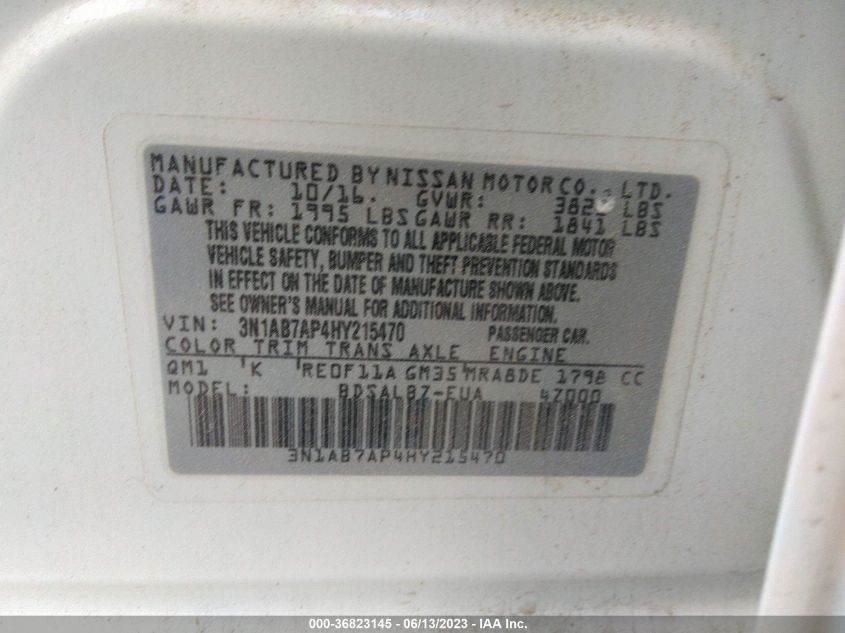 MANUFACTURED BY NISSAN MOTOR CO., LTD.
DATE: 10/16. GVWR: LBS
GAWR FR: 1995 LBS GAWR RR: 1841 LBS
THIS VEHICLE CONFORMS TO ALL APPLICABLE FEDERAL MOTOR
VEHICLE SAFETY, BUMPER AND THEFT PREVENTION STANDARDS
IN EFFECT ON THE DATE OF MANUFACTURE SHOWN ABOVE.
SEE OWNER'S MANUAL FOR ADDITIONAL INFORMATION.
VIN: 3N1AB7AP4HY215470 PASSENGER CAR.
COLOR TRIM TRANS AXLE ENGINE
QM1 K RE0F11A GM35 MRA8DE 1798 CC
MODEL: BDSALBZ-EUA 4Z000
3N1AB7AP4HY215470
000-36823145 - 06/13/2023 - IAA Inc.